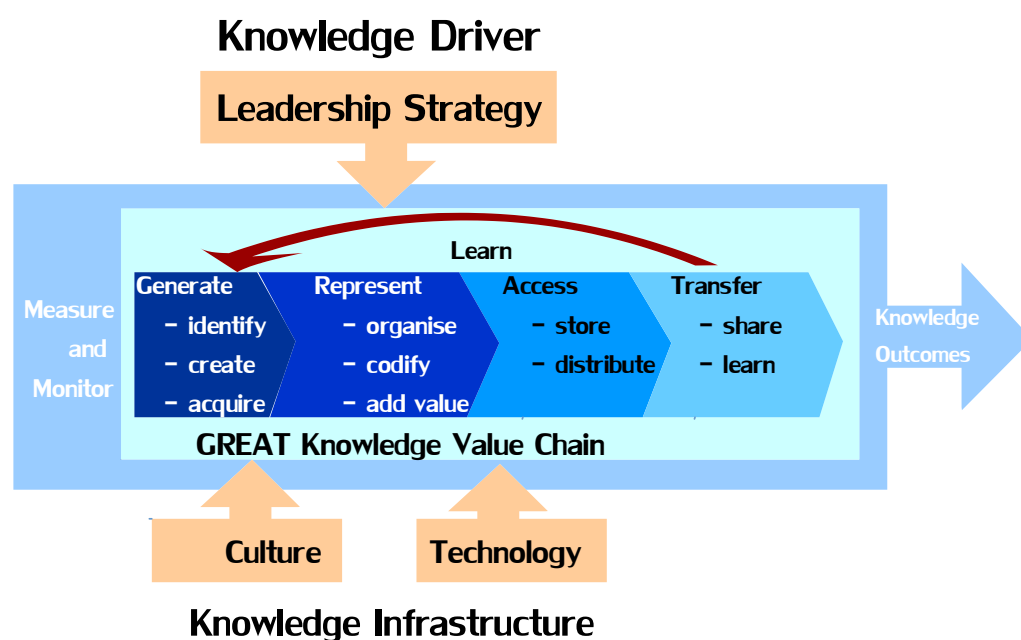 Knowledge Driver
Leadership Strategy
Learn
Generate
- identify
- create
- acquire
Represent
- organise
- codify
- add value
Access
- store
- distribute
Transfer
- share
- learn
Measure
and
Monitor
Knowledge
Outcomes
GREAT Knowledge Value Chain
Culture
Technology
Knowledge Infrastructure